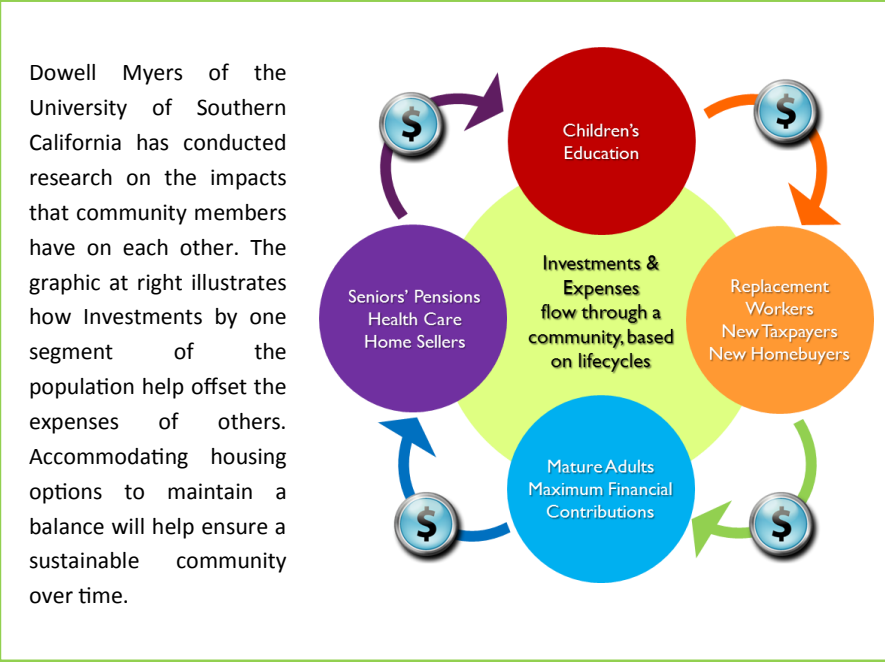 Dowell Myers of the
University of Southern
California has conducted
research on the impacts
that community members
have on each other. The
graphic at right illustrates
how Investments by one
segment of the
population help offset the
expenses of others.
Accommodating housing
options to maintain a
balance will help ensure a
sustainable community
over time.
$
Children's
Education
$
Seniors' Pensions
Health Care
Home Sellers
Investments &
Expenses
flow through a
community, based
on lifecycles
Replacement
Workers
New Taxpayers
New Homebuyers
Mature Adults
Maximum Financial
Contributions
$
$